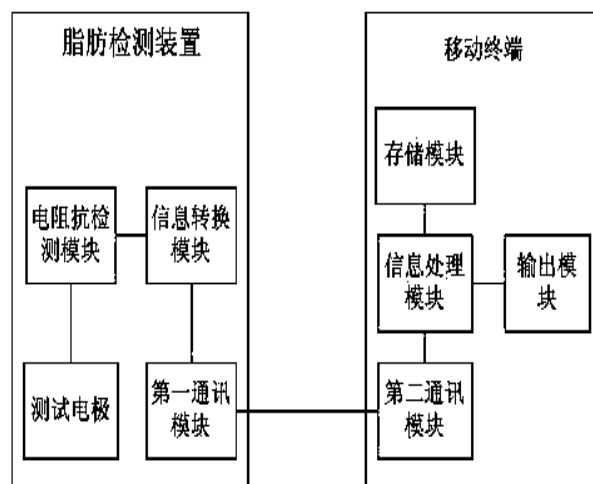 脂肪检测装置
移动终端
存储模块
电阻抗检
测模块
信息转换
模块
信息处理
模块
输出模
块
测试电极
第一通讯
模块
第二通讯
模块